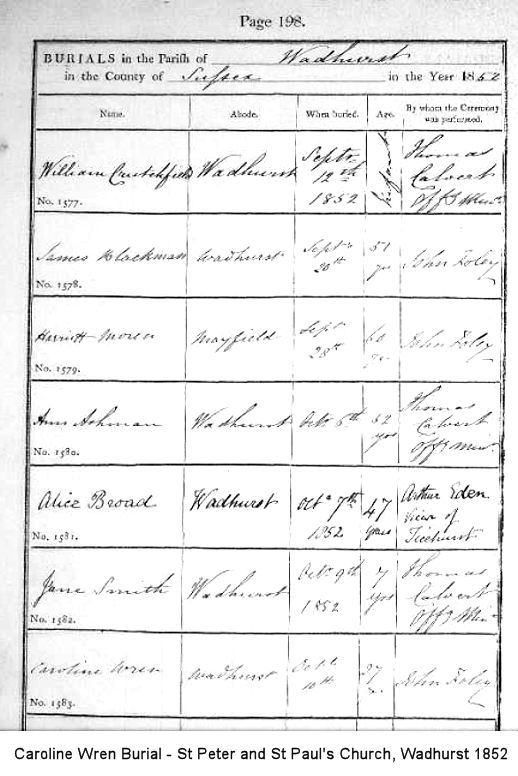 Page 198.
BURIALS in the Parish of Wadhurst
in the County of Sussex in the Year 1852
Name. Abode. When buried. Age. By whom the Ceremony was performed.
William Crutchfield Wadhurst Septr 12th 1852 Infant Thomas Calvert Offg Minr
No. 1577.
James Blackman Wadhurst Septr 20th 51 yrs John Foley
No. 1578.
Harriett Moren Mayfield Sept 28th 60 John Foley
No. 1579.
Ann Ashman Wadhurst Octr 5th 52 yrs Thomas Calvert Offg Minr
No. 1580.
Alice Broad Wadhurst Octr 7th 1852 47 years Arthur Eden Vicar of Ticehurst
No. 1581.
Jane Smith Wadhurst Octr 9th 1852 7 yrs Thomas Calvert Offg Minr
No. 1582.
Caroline Wren Wadhurst Octr 10th 27 John Foley
No. 1583.
Caroline Wren Burial - St Peter and St Paul's Church, Wadhurst 1852